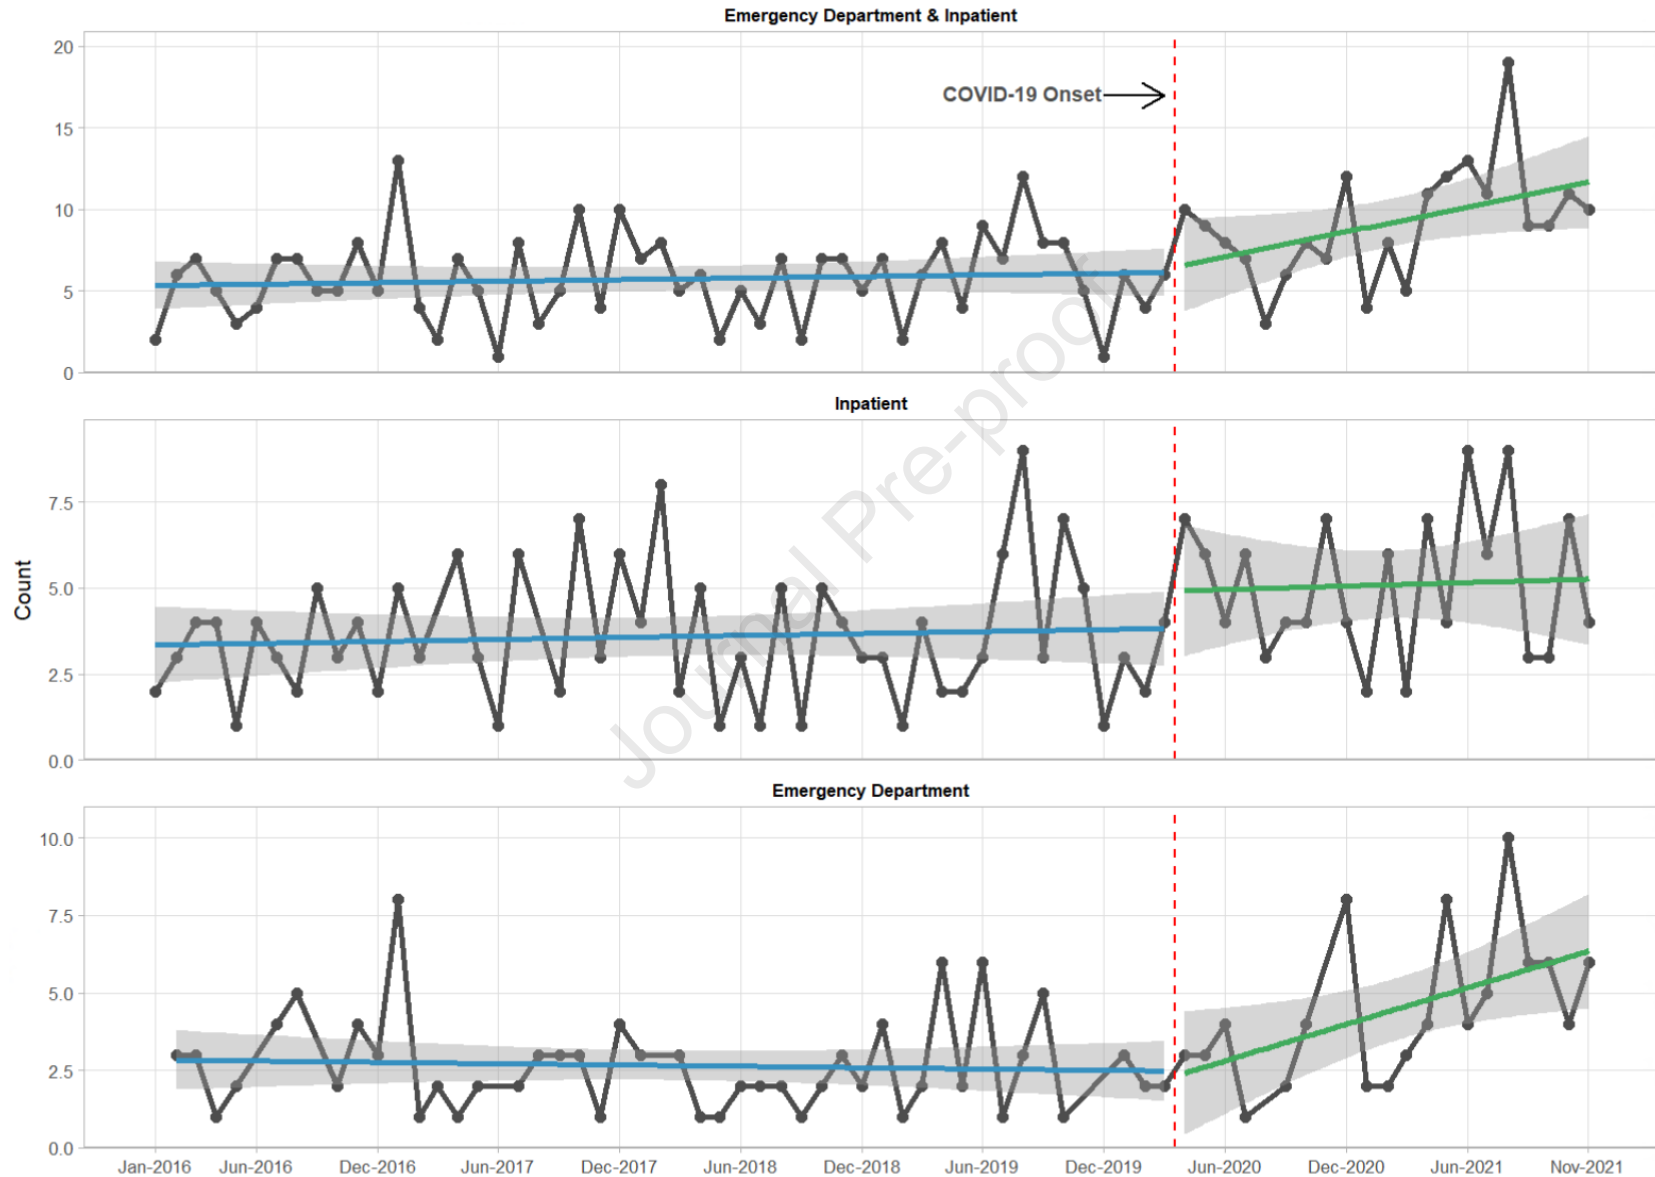 Emergency Department & Inpatient
20
15
10
5
0
COVID-19 Onset
Inpatient
7.5
5.0
2.5
0.0
Count
Emergency Department
10.0
7.5
5.0
2.5
0.0
Jan-2016 Jun-2016 Dec-2016 Jun-2017 Dec-2017 Jun-2018 Dec-2018 Jun-2019 Dec-2019 Jun-2020 Dec-2020 Jun-2021 Nov-2021
Journal Pre-proof